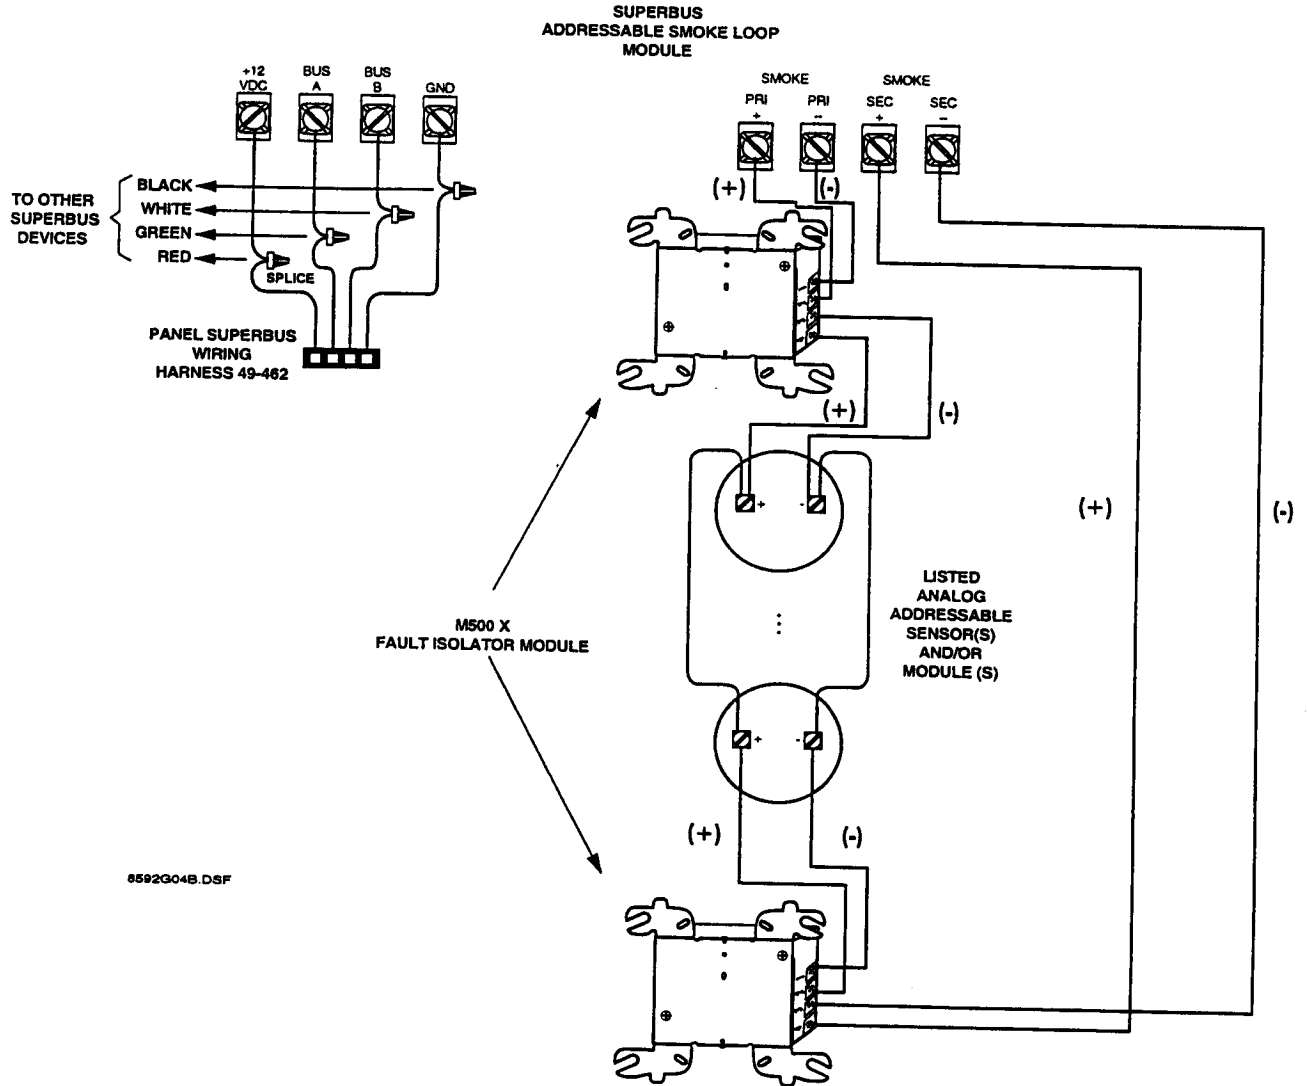 SUPERBUS
ADDRESSABLE SMOKE LOOP
MODULE
+12
VDC
BUS
A
BUS
B
GND
SMOKE
SMOKE
PRI
+
PRI
–
SEC
+
SEC
–
TO OTHER
SUPERBUS
DEVICES
BLACK
WHITE
GREEN
RED
SPLICE
PANEL SUPERBUS
WIRING
HARNESS 49-462
(+)
(-)
(+)
(-)
+
-
(+)
(-)
M500 X
FAULT ISOLATOR MODULE
LISTED
ANALOG
ADDRESSABLE
SENSOR(S)
AND/OR
MODULE (S)
+
-
(+)
(-)
8592G04B.DSF